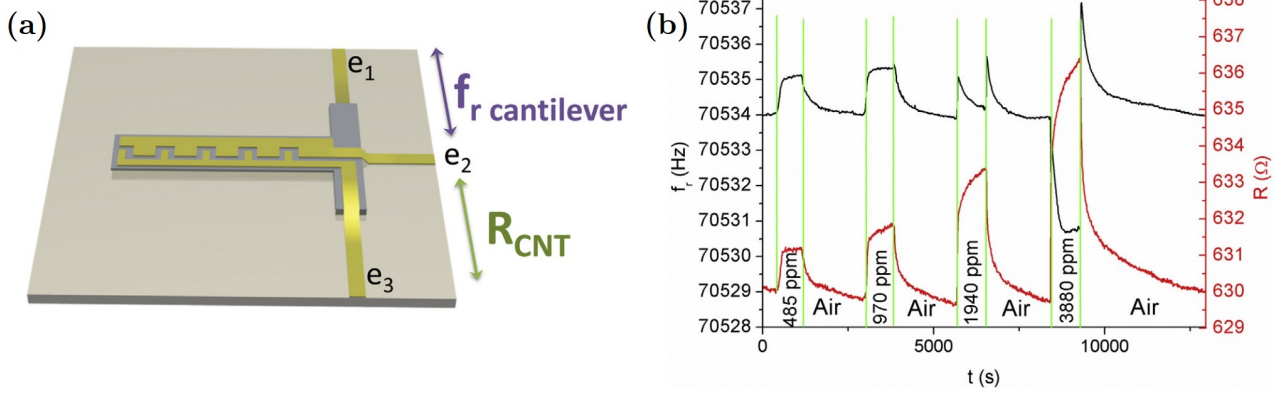 (a)
e1
fr cantilever
e2
RCNT
e3
(b)
fr (Hz)
70537
70536
70535
70534
70533
70532
70531
70530
70529
70528
485 ppm
Air
970 ppm
Air
1940 ppm
Air
3880 ppm
Air
0
5000
10000
t (s)
638
637
636
635
634
633
632
631
630
629
R (Ω)